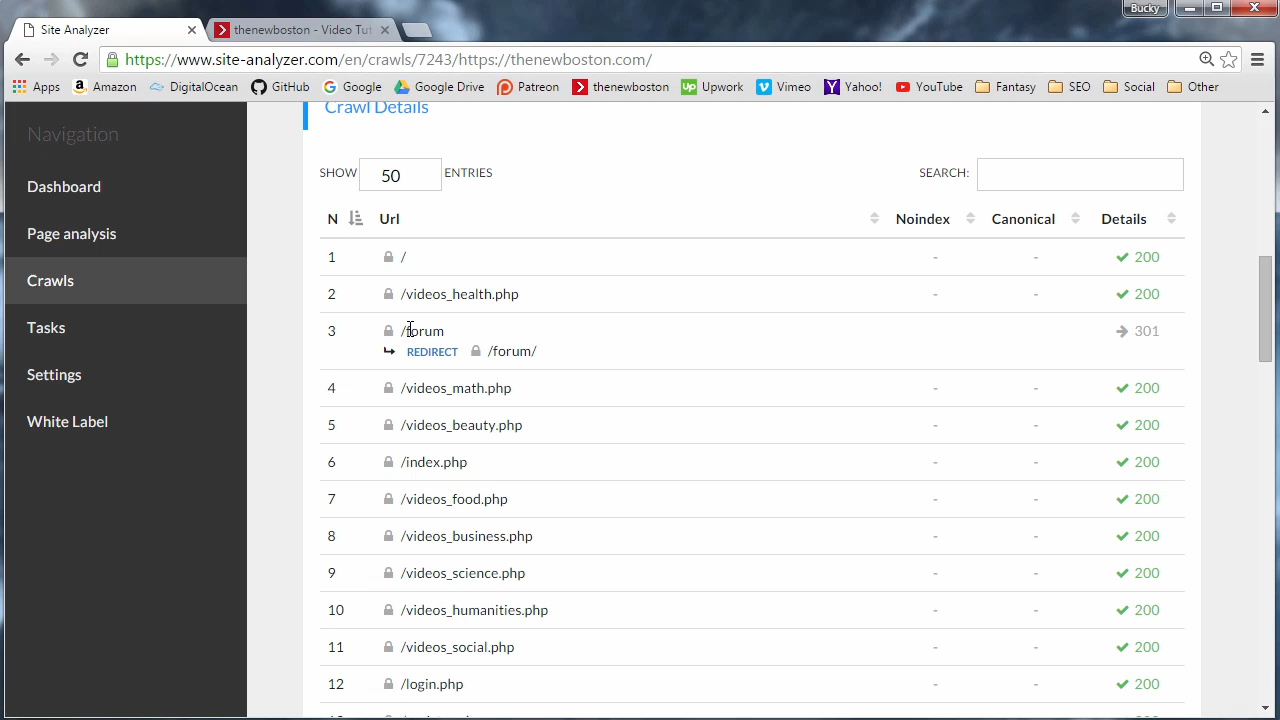 Bucky
Site Analyzer
thenewboston - Video Tut
https://www.site-analyzer.com/en/crawls/7243/https://thenewboston.com/
Apps Amazon DigitalOcean GitHub Google Google Drive Patreon thenewboston Upwork Vimeo Yahoo! YouTube Fantasy SEO Social Other
Navigation
Dashboard
Page analysis
Crawls
Tasks
Settings
White Label
Crawl Details
SHOW 50 ENTRIES
SEARCH:
N Url Noindex Canonical Details
1 / - - 200
2 /videos_health.php - - 200
3 /forum 301
REDIRECT /forum/
4 /videos_math.php - - 200
5 /videos_beauty.php - - 200
6 /index.php - - 200
7 /videos_food.php - - 200
8 /videos_business.php - - 200
9 /videos_science.php - - 200
10 /videos_humanities.php - - 200
11 /videos_social.php - - 200
12 /login.php - - 200